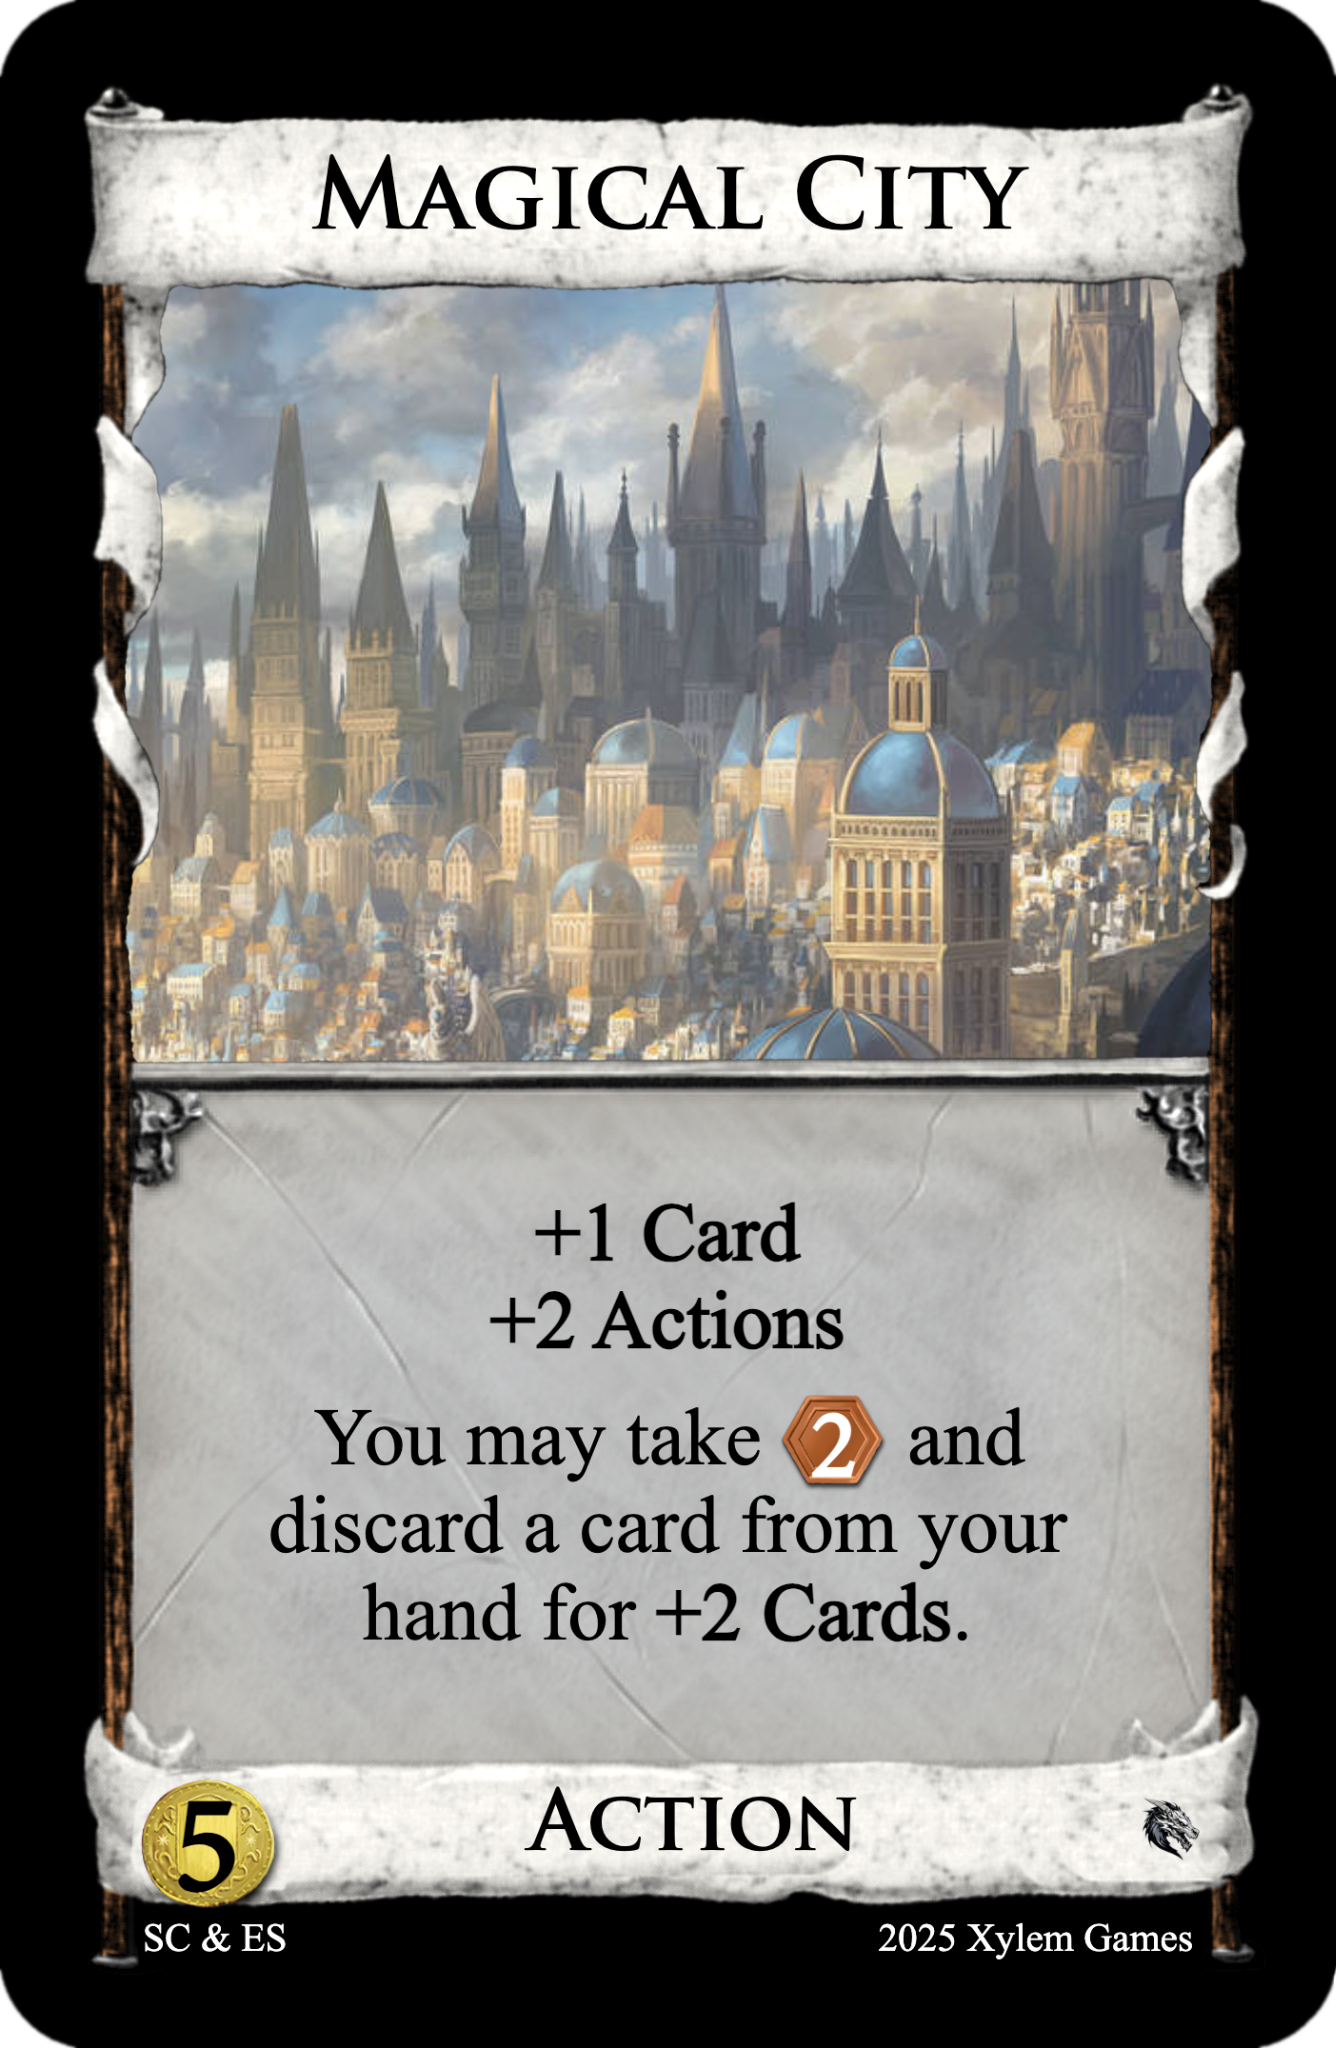 Magical City
+1 Card
+2 Actions
You may take 2 and
discard a card from your
hand for +2 Cards.
5 Action
SC & ES 2025 Xylem Games